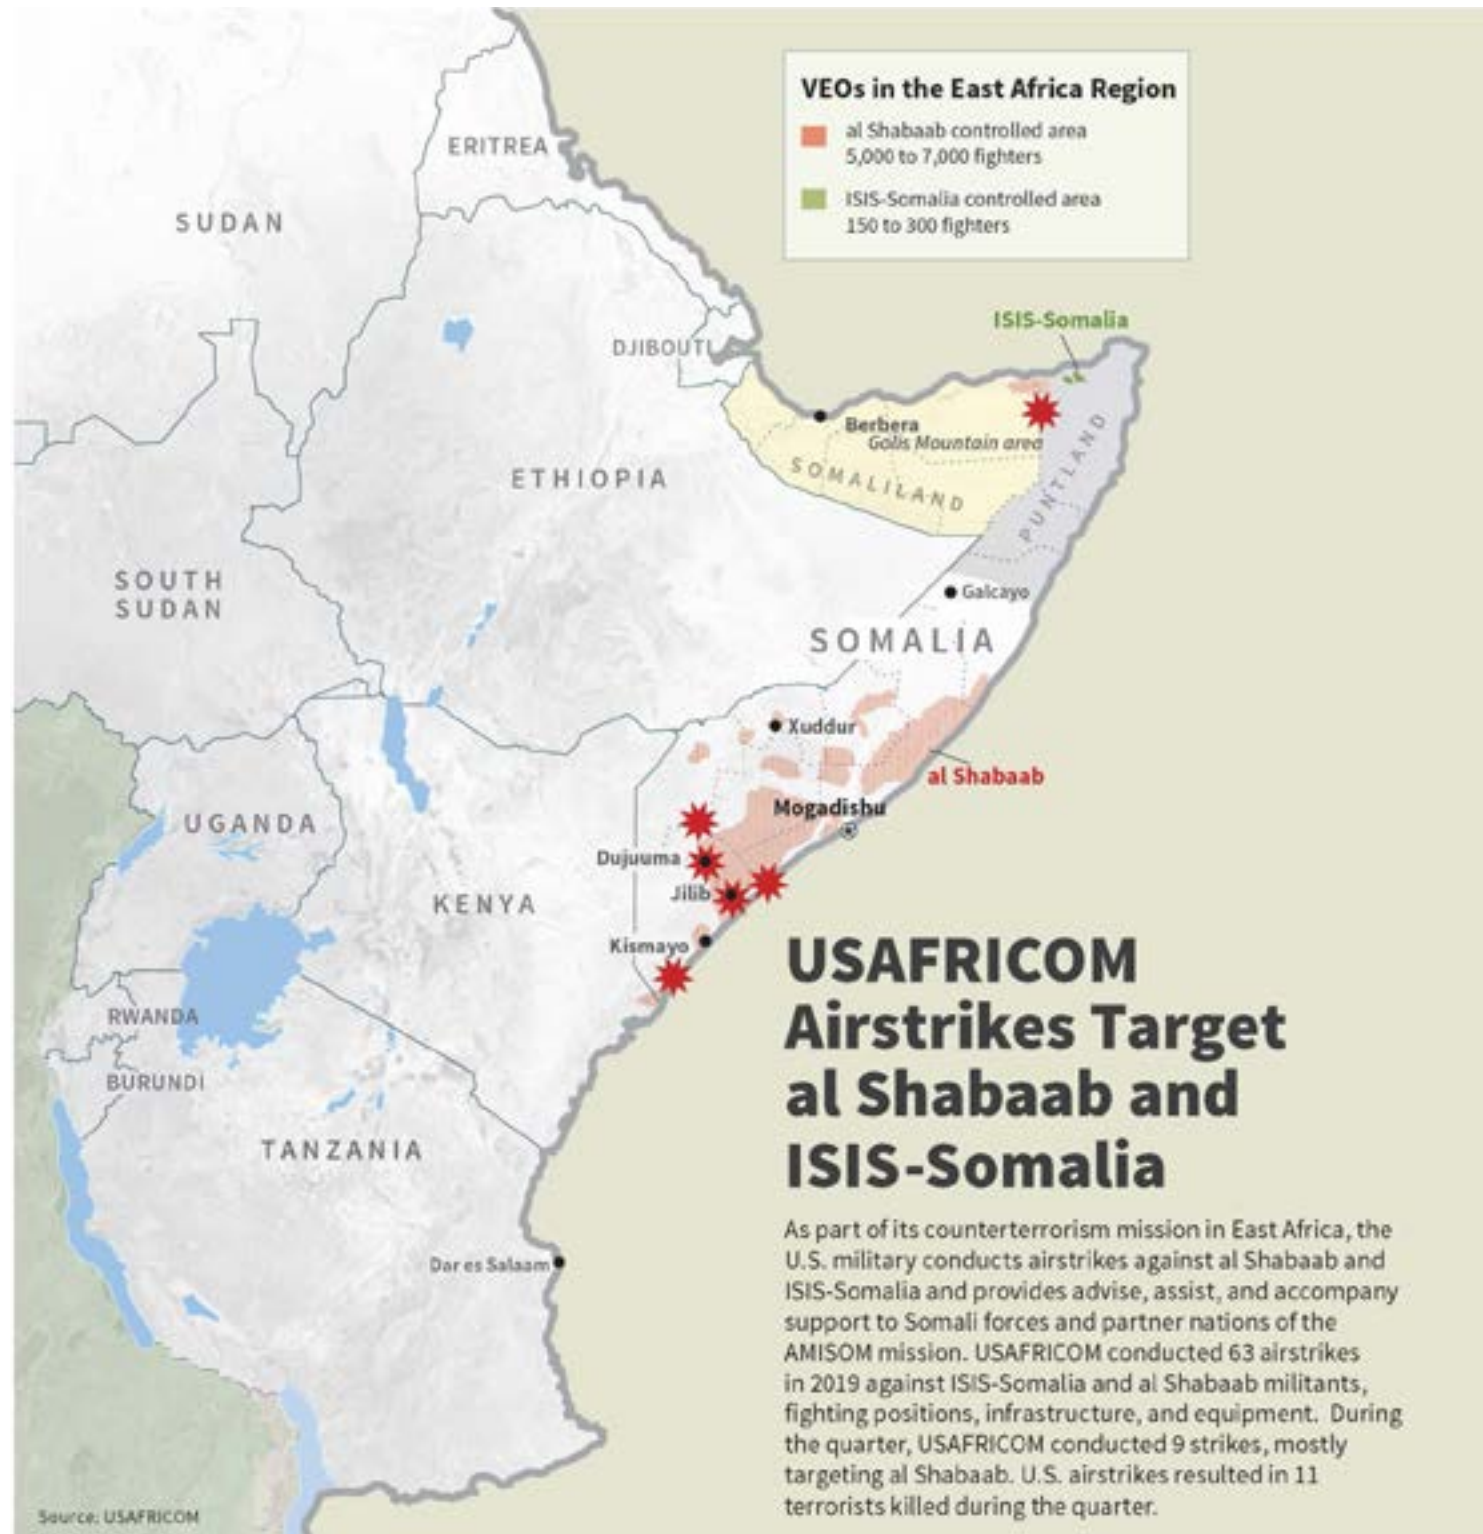 VEOs in the East Africa Region
al Shabaab controlled area
5,000 to 7,000 fighters
ISIS-Somalia controlled area
150 to 300 fighters
ERITREA
SUDAN
ISIS-Somalia
DJIBOUTI
Berbera
Golis Mountain area
SOMALILAND
PUNTLAND
ETHIOPIA
SOUTH
SUDAN
Galcayo
SOMALIA
Xuddur
al Shabaab
Mogadishu
UGANDA
Dujuuma
Jilib
KENYA
Kismayo
RWANDA
BURUNDI
TANZANIA
Dar es Salaam
USAFRICOM
Airstrikes Target
al Shabaab and
ISIS-Somalia
As part of its counterterrorism mission in East Africa, the
U.S. military conducts airstrikes against al Shabaab and
ISIS-Somalia and provides advise, assist, and accompany
support to Somali forces and partner nations of the
AMISOM mission. USAFRICOM conducted 63 airstrikes
in 2019 against ISIS-Somalia and al Shabaab militants,
fighting positions, infrastructure, and equipment. During
the quarter, USAFRICOM conducted 9 strikes, mostly
targeting al Shabaab. U.S. airstrikes resulted in 11
terrorists killed during the quarter.
Source: USAFRICOM